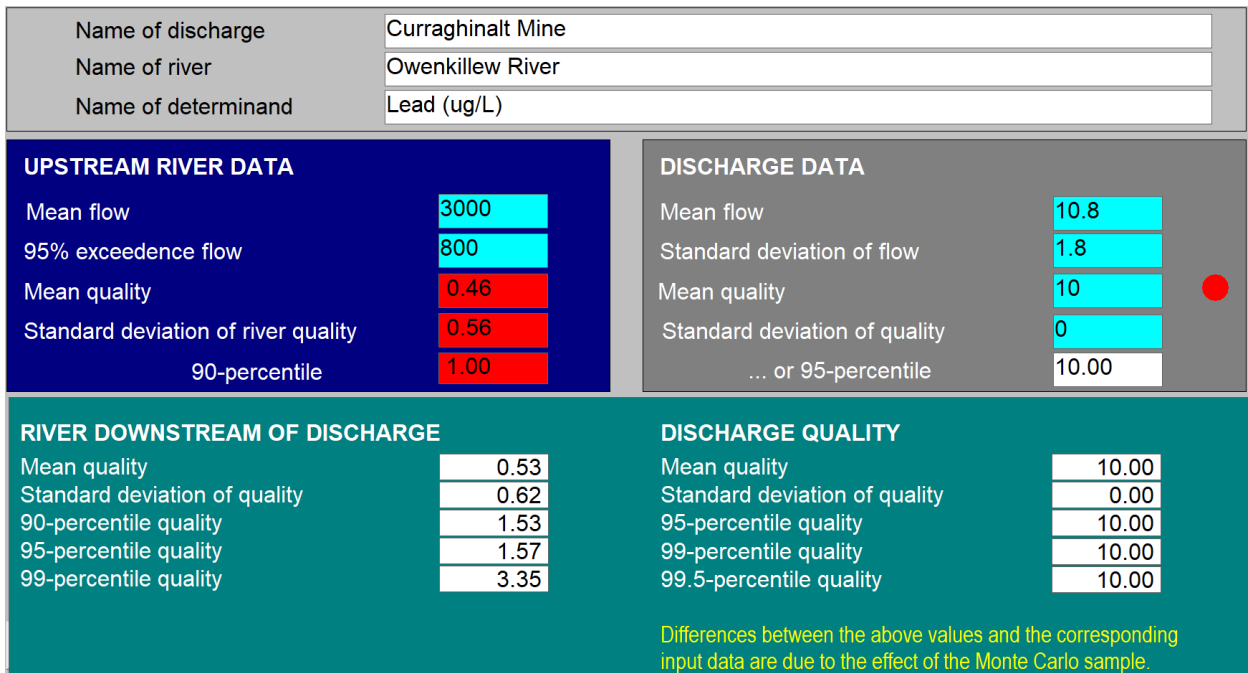 Name of discharge Curraghinalt Mine
Name of river Owenkillew River
Name of determinand Lead (ug/L)
UPSTREAM RIVER DATA
Mean flow 3000
95% exceedence flow 800
Mean quality 0.46
Standard deviation of river quality 0.56
90-percentile 1.00
DISCHARGE DATA
Mean flow 10.8
Standard deviation of flow 1.8
Mean quality 10
Standard deviation of quality 0
... or 95-percentile 10.00
RIVER DOWNSTREAM OF DISCHARGE
Mean quality 0.53
Standard deviation of quality 0.62
90-percentile quality 1.53
95-percentile quality 1.57
99-percentile quality 3.35
DISCHARGE QUALITY
Mean quality 10.00
Standard deviation of quality 0.00
95-percentile quality 10.00
99-percentile quality 10.00
99.5-percentile quality 10.00
Differences between the above values and the corresponding
input data are due to the effect of the Monte Carlo sample.